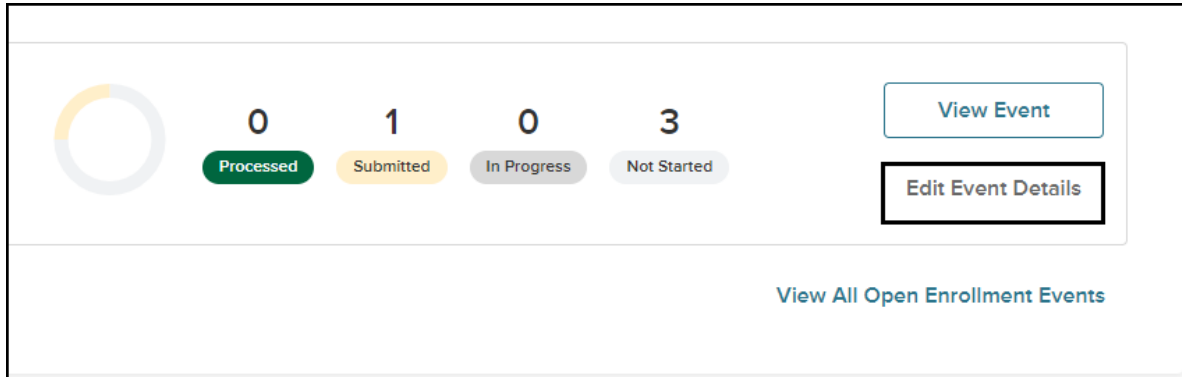 0 1 0 3
Processed Submitted In Progress Not Started
View Event
Edit Event Details
View All Open Enrollment Events